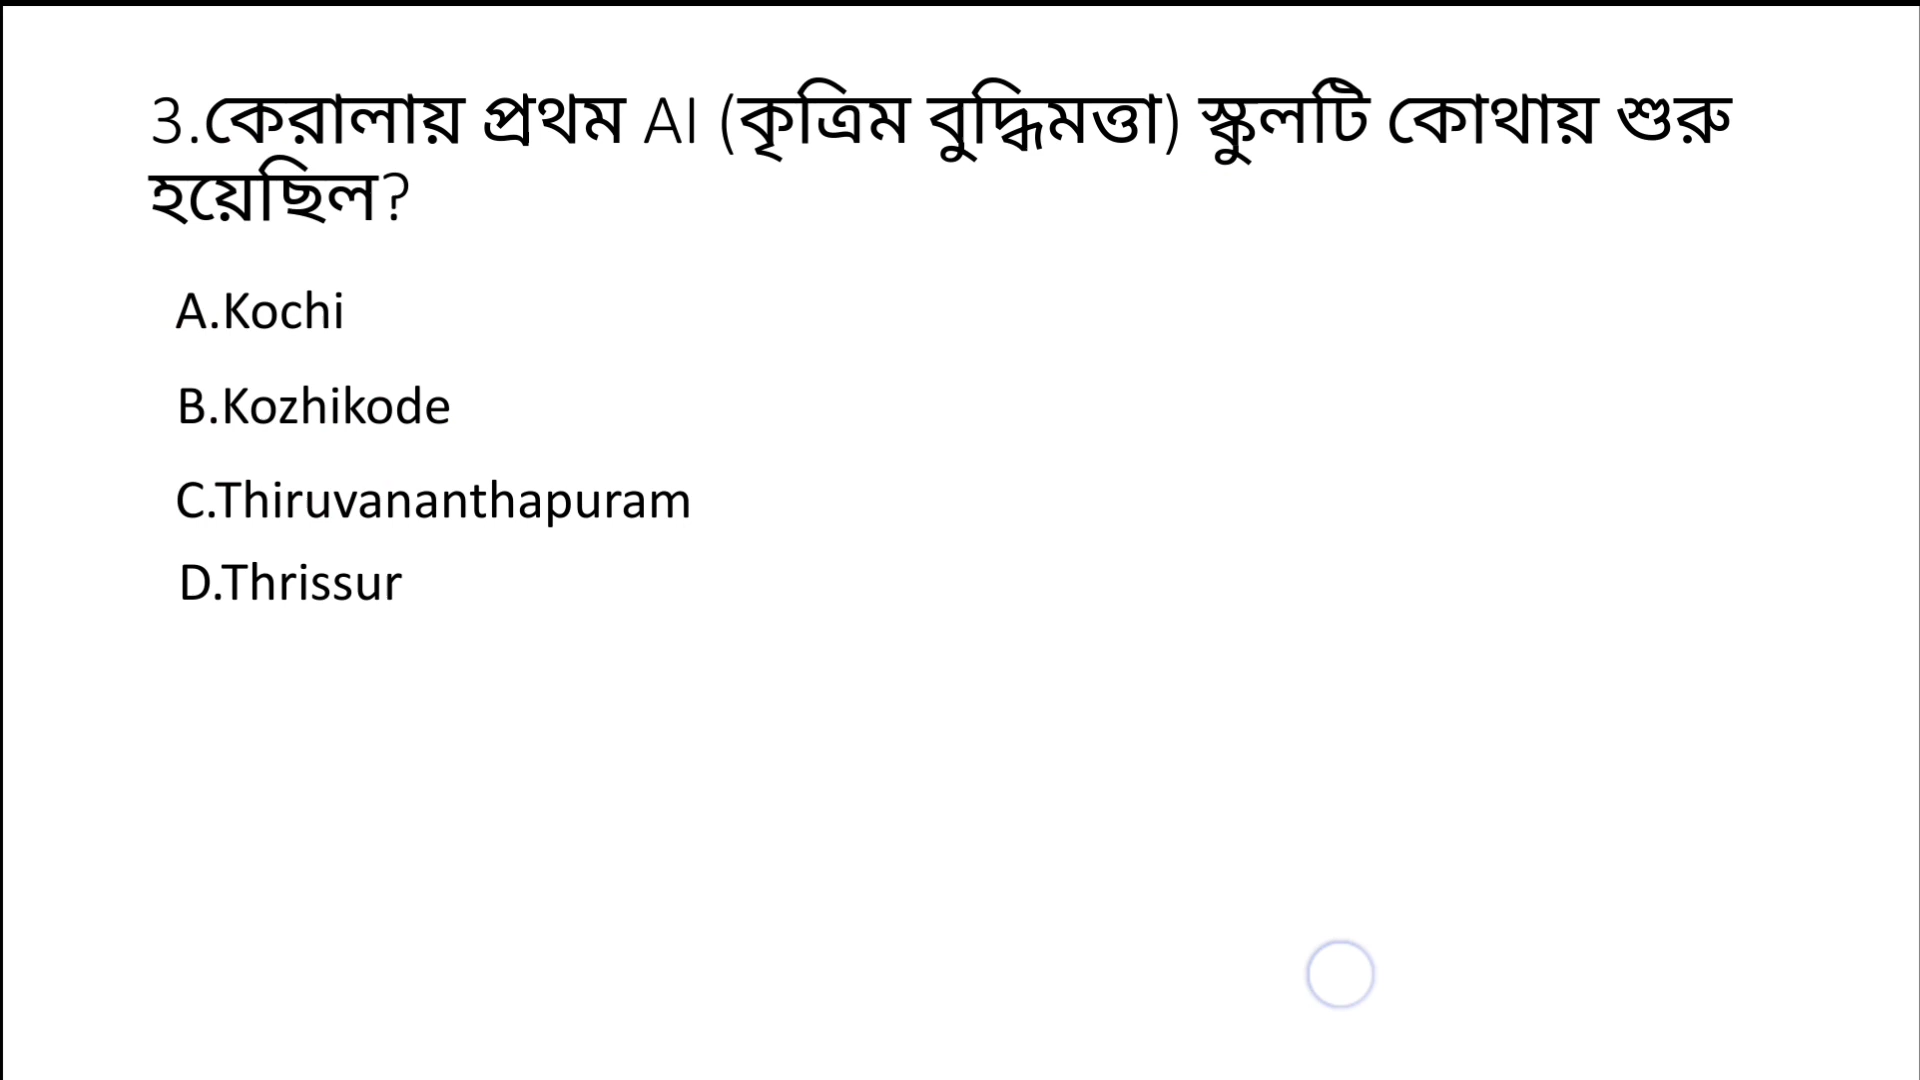 3.কেরালায় প্রথম AI (কৃত্রিম বুদ্ধিমত্তা) স্কুলটি কোথায় শুরু
হয়েছিল?
A.Kochi
B.Kozhikode
C.Thiruvananthapuram
D.Thrissur